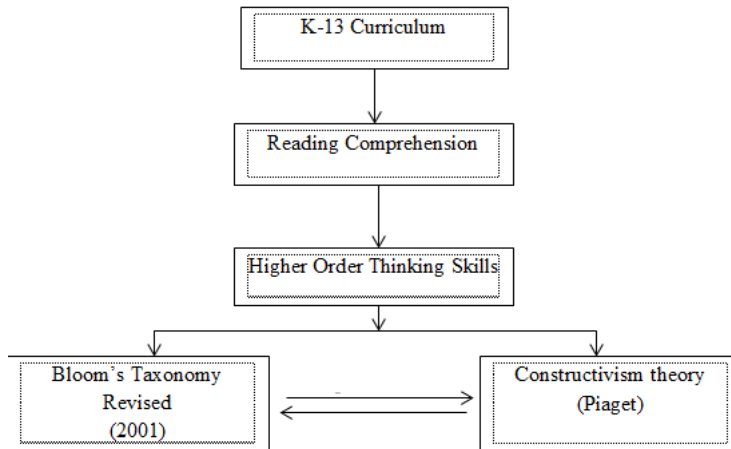 K-13 Curriculum
Reading Comprehension
Higher Order Thinking Skills
Bloom's Taxonomy
Revised
(2001)
Constructivism theory
(Piaget)